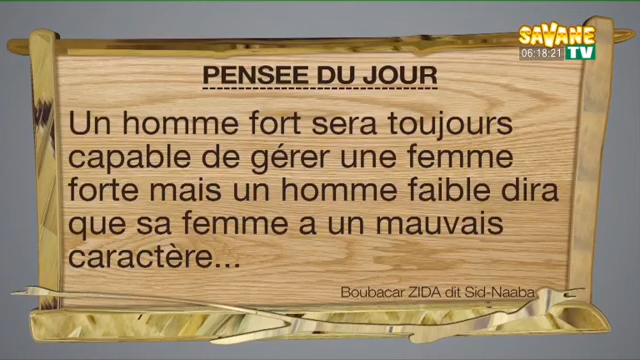 SAVANE
TV
06:18:21
PENSEE DU JOUR
Un homme fort sera toujours
capable de gérer une femme
forte mais un homme faible dira
que sa femme a un mauvais
caractère...
Boubacar ZIDA dit Sid-Naaba